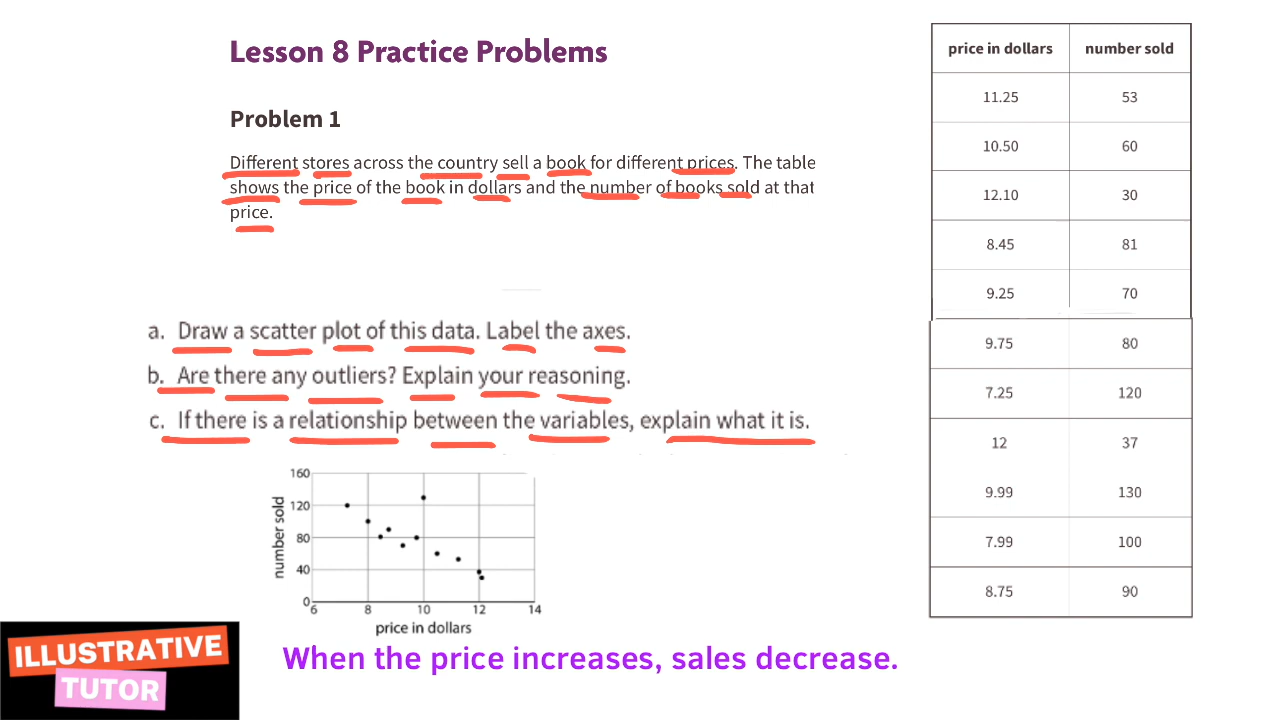 Lesson 8 Practice Problems
Problem 1
Different stores across the country sell a book for different prices. The table
shows the price of the book in dollars and the number of books sold at that
price.
a. Draw a scatter plot of this data. Label the axes.
b. Are there any outliers? Explain your reasoning.
c. If there is a relationship between the variables, explain what it is.
160
120
80
40
0
number sold
6 8 10 12 14
price in dollars
When the price increases, sales decrease.
ILLUSTRATIVE
TUTOR
price in dollars number sold
11.25 53
10.50 60
12.10 30
8.45 81
9.25 70
9.75 80
7.25 120
12 37
9.99 130
7.99 100
8.75 90